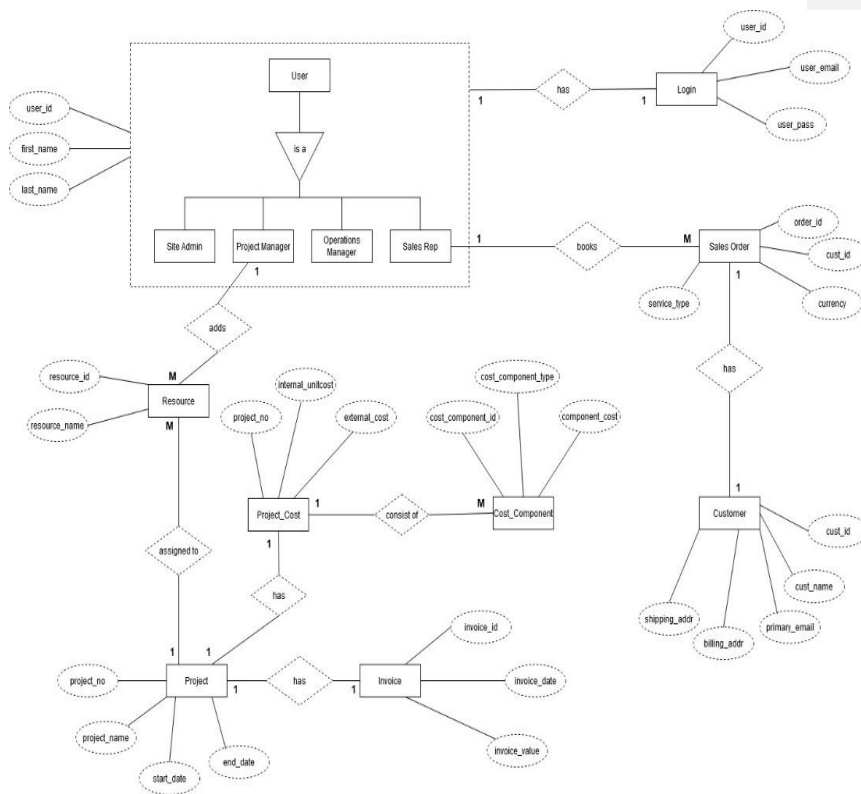 user_id
User
user_email
has
Login
1
1
user_id
user_pass
first_name
is a
last_name
order_id
Site Admin
Project Manager
Operations
Manager
Sales Rep
1
books
M
Sales Order
cust_id
1
1
service_type
currency
adds
has
resource_id
M
internal_unitcost
cost_component_type
Resource
project_no
external_cost
cost_component_id
component_cost
resource_name
M
1
1
Project_Cost
consist of
M
Cost_Component
Customer
1
cust_id
assigned to
cust_name
has
shipping_addr
primary_email
billing_addr
invoice_id
1
1
project_no
Project
1
has
1
Invoice
invoice_date
project_name
end_date
invoice_value
start_date